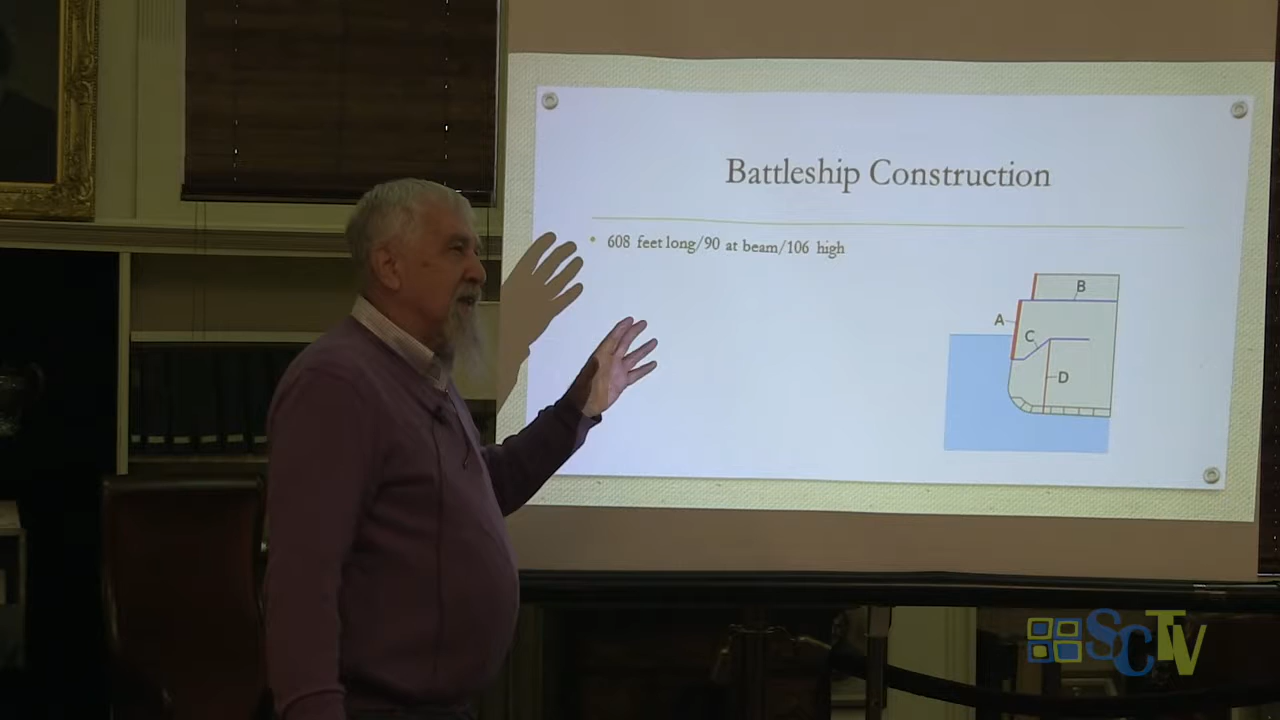 Battleship Construction
• 608 feet long/90 at beam/106 high
B
A
C
D
SCTV